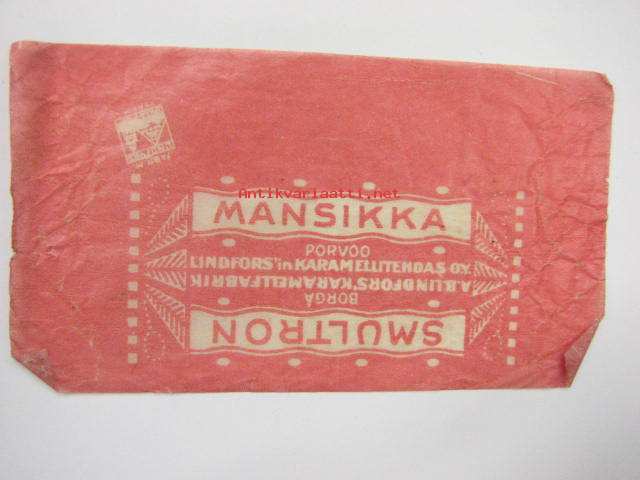 MANSIKKA
PORVOO
LINDFORS'in KARAMELLITEHDAS OY.
A.B. LINDFORS' KARAMELLFABRIK
BORGÅ
SMULTRON
Antikvariaatti.net